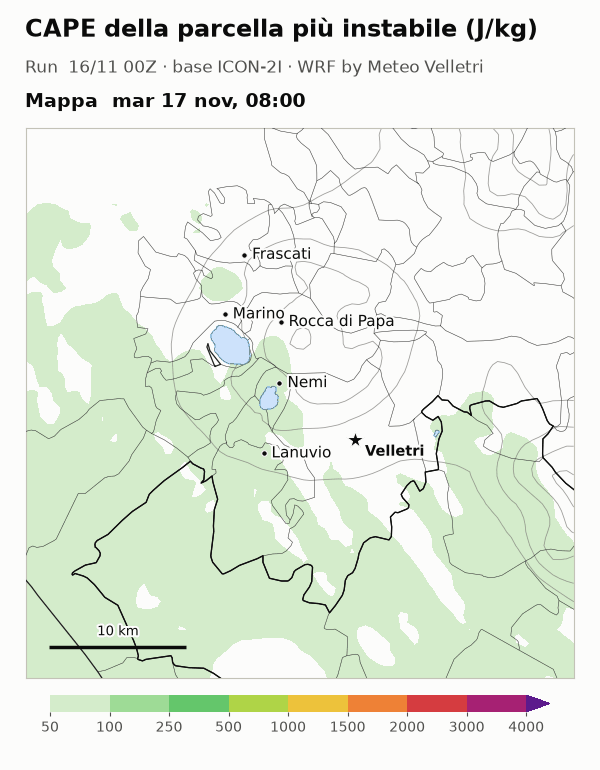 CAPE della parcella più instabile (J/kg)
Run  16/11 00Z · base ICON-2I · WRF by Meteo Velletri
Mappa  mar 17 nov, 08:00
Frascati
Marino
Rocca di Papa
Nemi
Velletri
Lanuvio
10 km
50 100 250 500 1000 1500 2000 3000 4000